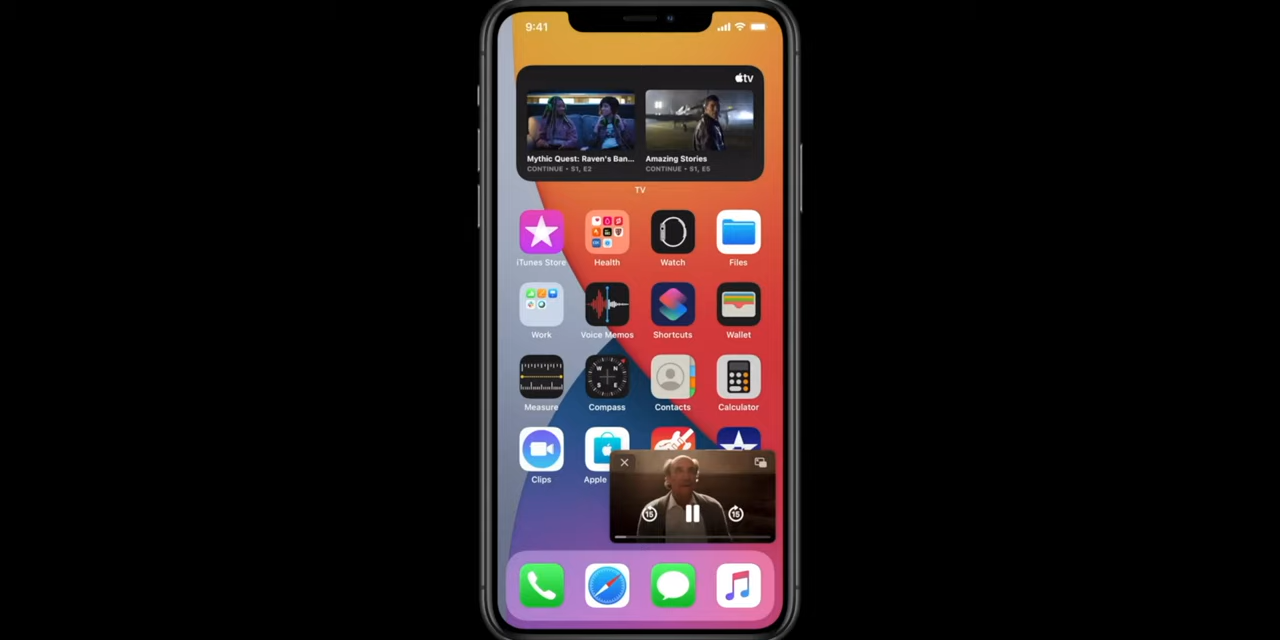 9:41
tv
Mythic Quest: Raven's Ban...
Amazing Stories
CONTINUE • S1, E2
CONTINUE • S1, E5
TV
iTunes Store
Health
Watch
Files
Work
Voice Memos
Shortcuts
Wallet
Measure
W N
S E
Compass
Contacts
Calculator
Clips
Apple
15
15